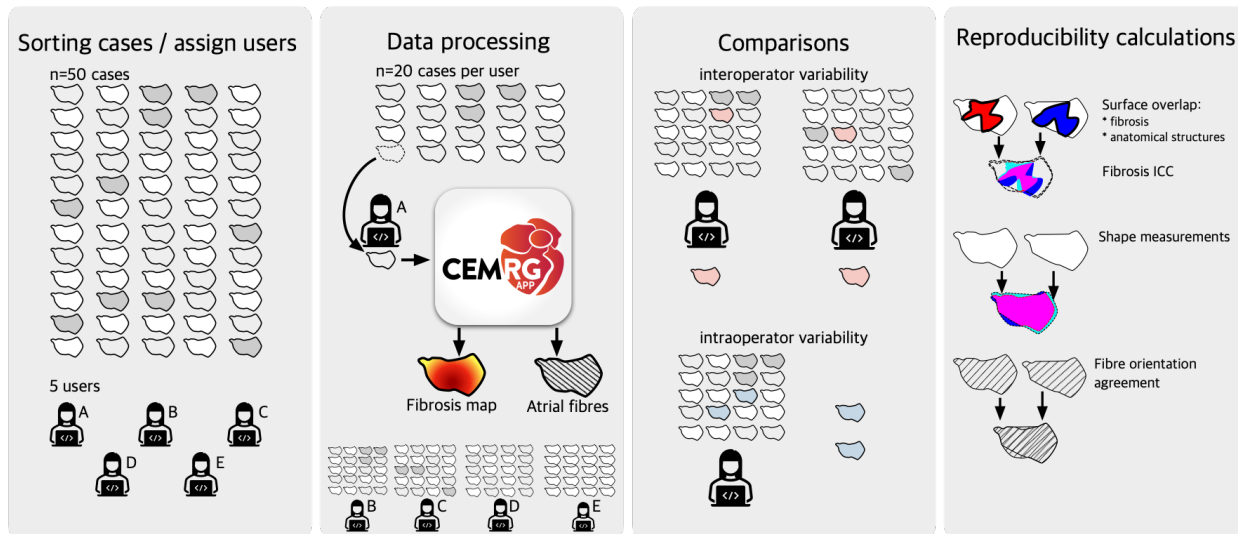 Sorting cases / assign users
n=50 cases
5 users
A
B
C
D
E
Data processing
n=20 cases per user
A
</>
CEMRG
APP
Fibrosis map
Atrial fibres
B
C
D
E
Comparisons
interoperator variability
intraoperator variability
Reproducibility calculations
Surface overlap:
* fibrosis
* anatomical structures
Fibrosis ICC
Shape measurements
Fibre orientation
agreement